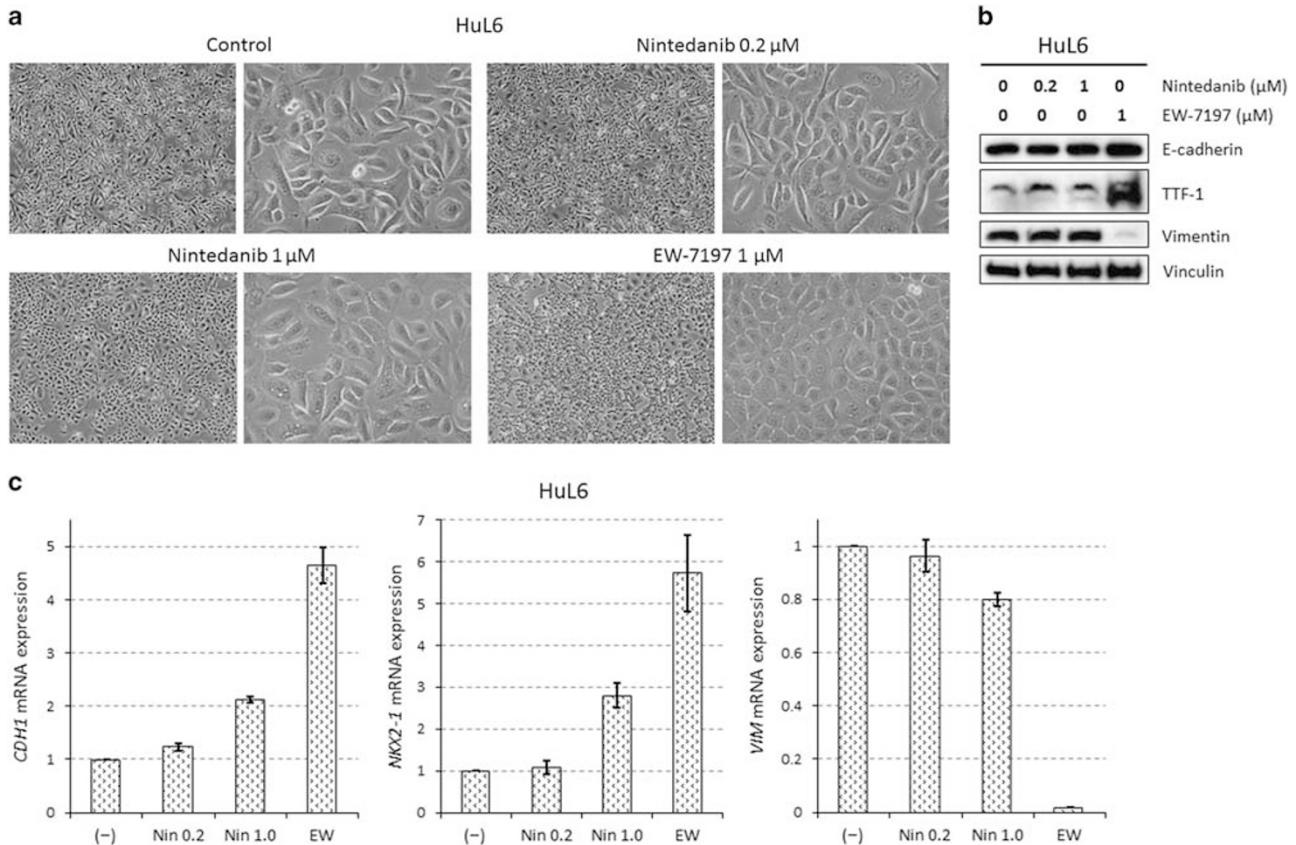 a
HuL6
Control
Nintedanib 0.2 μM
Nintedanib 1 μM
EW-7197 1 μM
b
HuL6
0 0.2 1 0 Nintedanib (μM)
0 0 0 1 EW-7197 (μM)
E-cadherin
TTF-1
Vimentin
Vinculin
c
HuL6
CDH1 mRNA expression
5
4
3
2
1
0
(−) Nin 0.2 Nin 1.0 EW
NKX2-1 mRNA expression
7
6
5
4
3
2
1
0
(−) Nin 0.2 Nin 1.0 EW
VIM mRNA expression
1
0.8
0.6
0.4
0.2
0
(−) Nin 0.2 Nin 1.0 EW